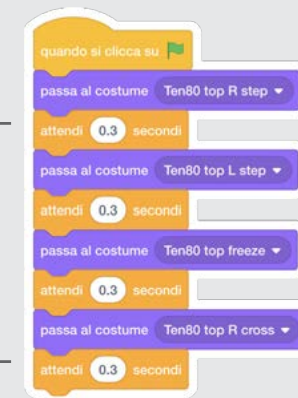 quando si clicca su
passa al costume Ten80 top R step
attendi 0.3 secondi
passa al costume Ten80 top L step
attendi 0.3 secondi
passa al costume Ten80 top freeze
attendi 0.3 secondi
passa al costume Ten80 top R cross
attendi 0.3 secondi